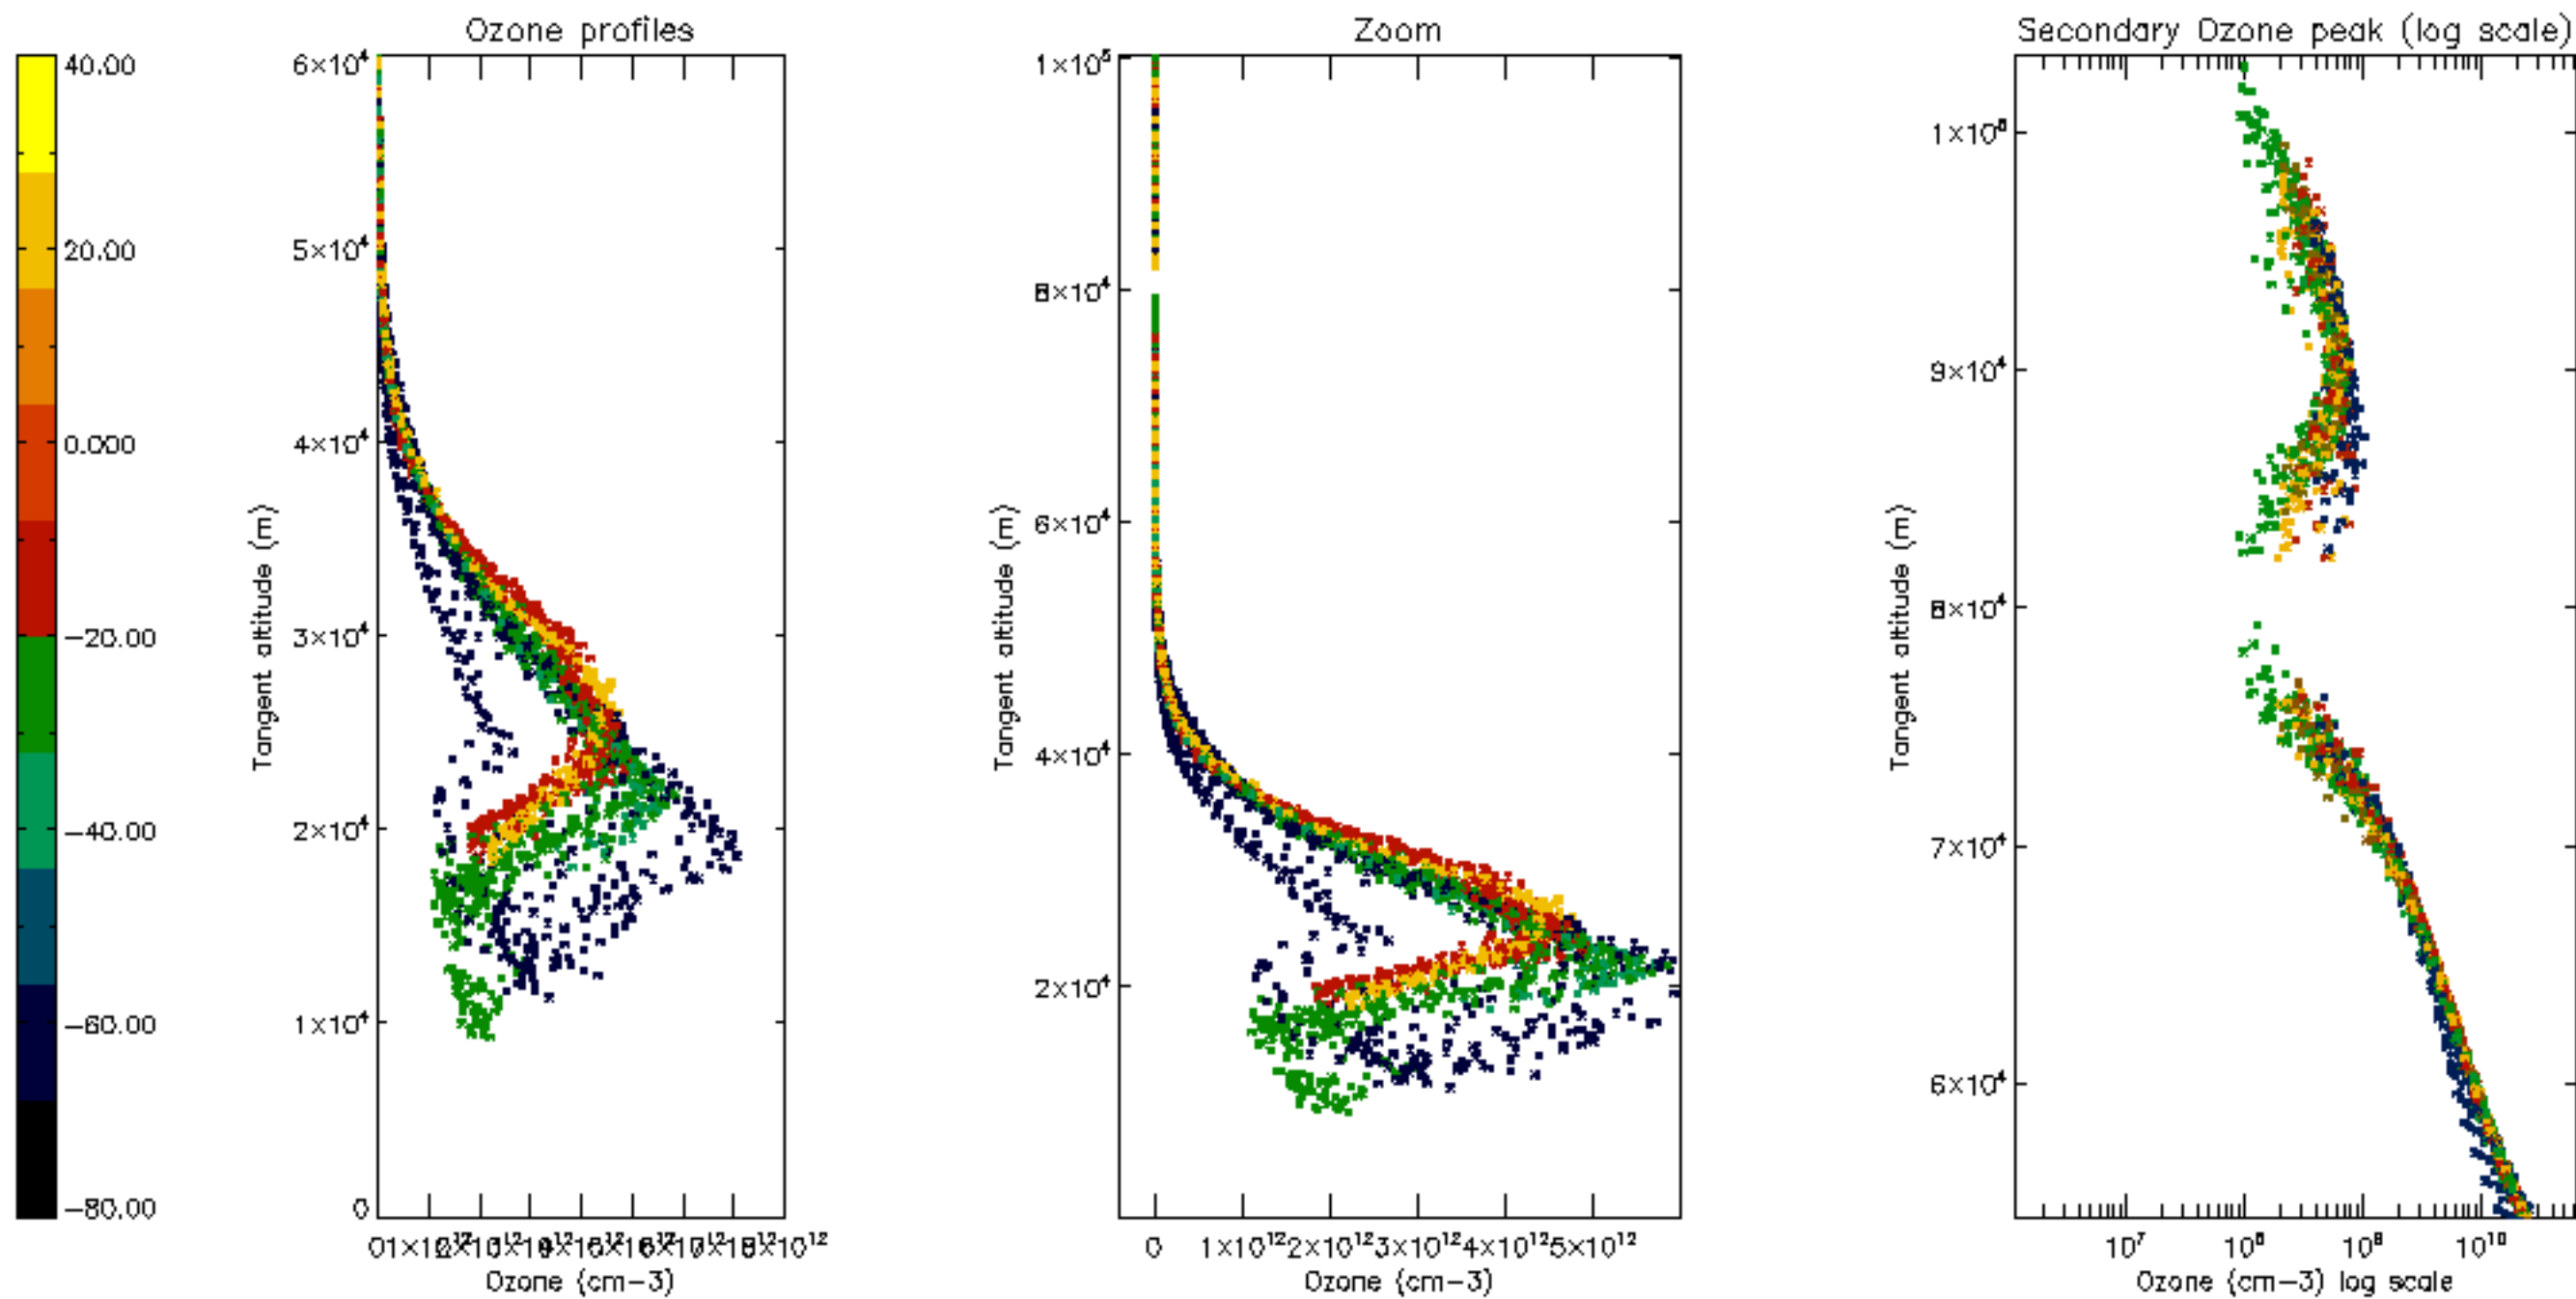 Ozone profiles
Zoom
Secondary Ozone peak (log scale)
40.00
20.00
0.000
−20.00
−40.00
−60.00
−80.00
6×10⁴
5×10⁴
4×10⁴
3×10⁴
2×10⁴
1×10⁴
0
Tangent altitude (m)
Ozone (cm−3)
1×10⁵
8×10⁴
6×10⁴
4×10⁴
2×10⁴
Tangent altitude (m)
0 1×10¹² 2×10¹² 3×10¹² 4×10¹² 5×10¹²
Ozone (cm−3)
9×10⁴
8×10⁴
7×10⁴
6×10⁴
Tangent altitude (m)
10⁷ 10⁸ 10⁹ 10¹⁰
Ozone (cm−3) log scale